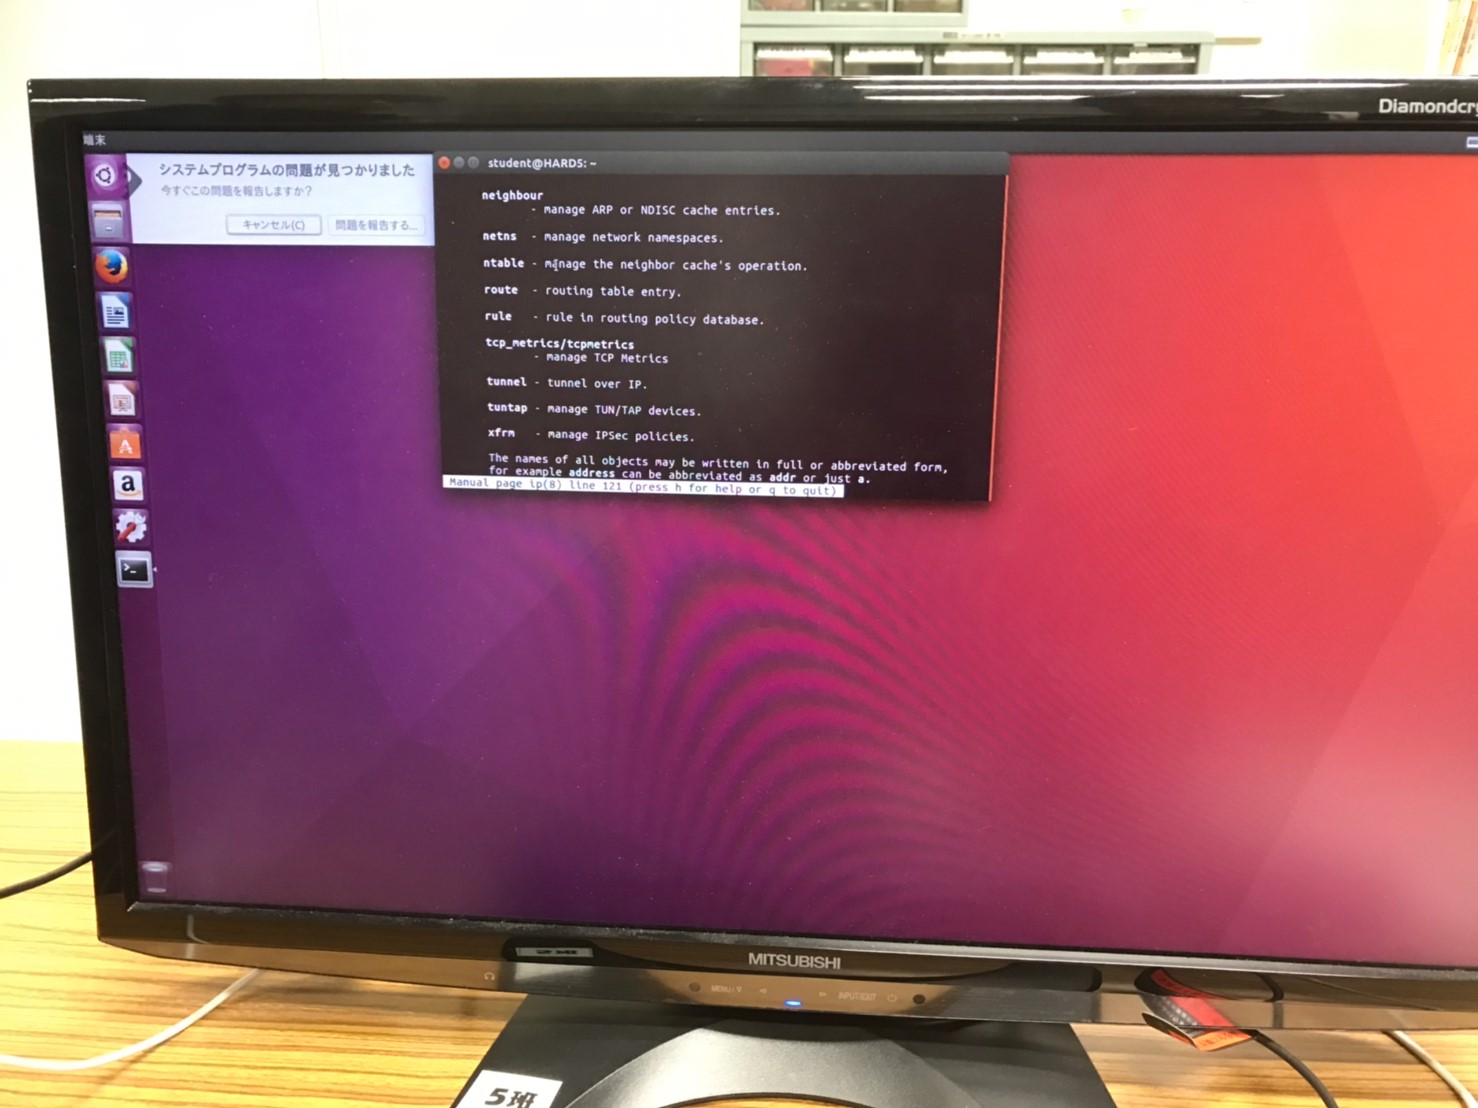 Diamondcry
端末
システムプログラムの問題が見つかりました
今すぐこの問題を報告しますか?
キャンセル(C)
問題を報告する...
student@HARD5: ~
neighbour
- manage ARP or NDISC cache entries.
netns - manage network namespaces.
ntable - manage the neighbor cache's operation.
route - routing table entry.
rule - rule in routing policy database.
tcp_metrics/tcpmetrics
- manage TCP Metrics
tunnel - tunnel over IP.
tuntap - manage TUN/TAP devices.
xfrm - manage IPSec policies.
The names of all objects may be written in full or abbreviated form,
for example address can be abbreviated as addr or just a.
Manual page ip(8) line 121 (press h for help or q to quit)
MITSUBISHI
MENU/
INPUT/EXIT
5班